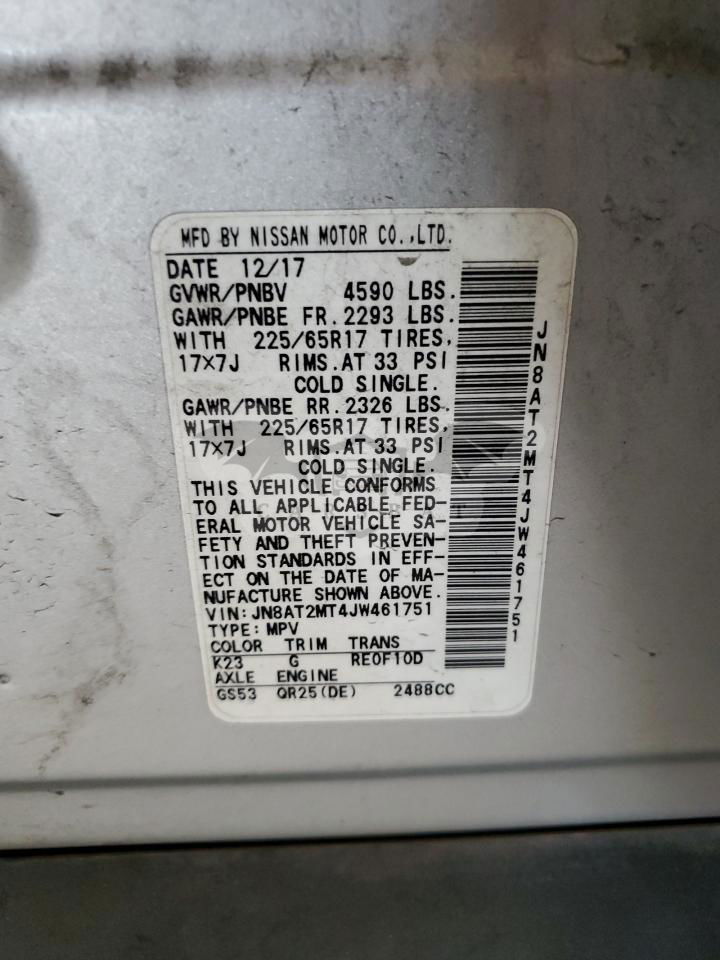 MFD BY NISSAN MOTOR CO.,LTD.
DATE 12/17
GVWR/PNBV 4590 LBS.
GAWR/PNBE FR. 2293 LBS.
WITH 225/65R17 TIRES,
17X7J RIMS. AT 33 PSI
COLD SINGLE.
GAWR/PNBE RR. 2326 LBS.
WITH 225/65R17 TIRES,
17X7J RIMS. AT 33 PSI
COLD SINGLE.
THIS VEHICLE CONFORMS
TO ALL APPLICABLE FED-
ERAL MOTOR VEHICLE SA-
FETY AND THEFT PREVEN-
TION STANDARDS IN EFF-
ECT ON THE DATE OF MA-
NUFACTURE SHOWN ABOVE.
VIN: JN8AT2MT4JW461751
TYPE: MPV
COLOR TRIM TRANS
K23 G RE0F10D
AXLE ENGINE
GS53 QR25(DE) 2488CC
JN8AT2MT4JW461751